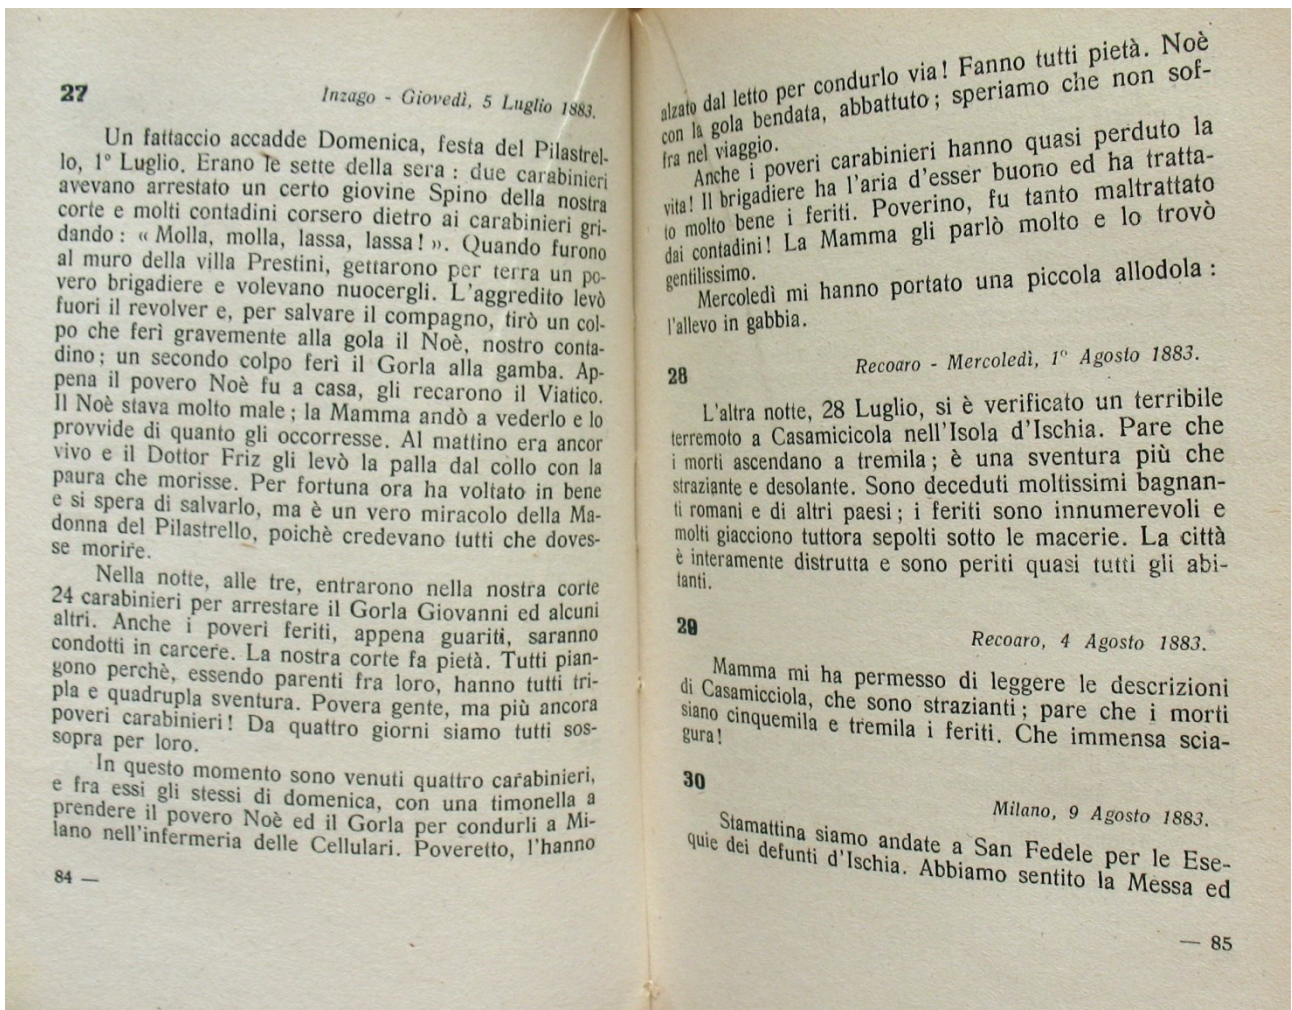 27
Inzago - Giovedì, 5 Luglio 1883.
Un fattaccio accadde Domenica, festa del Pilastrel-
lo, 1° Luglio. Erano le sette della sera : due carabinieri
avevano arrestato un certo giovine Spino della nostra
corte e molti contadini corsero dietro ai carabinieri gri-
dando : « Molla, molla, lassa, lassa ! ». Quando furono
al muro della villa Prestini, gettarono per terra un po-
vero brigadiere e volevano nuocergli. L'aggredito levò
fuori il revolver e, per salvare il compagno, tirò un col-
po che ferì gravemente alla gola il Noè, nostro conta-
dino ; un secondo colpo ferì il Gorla alla gamba. Ap-
pena il povero Noè fu a casa, gli recarono il Viatico.
Il Noè stava molto male ; la Mamma andò a vederlo e lo
provvide di quanto gli occorresse. Al mattino era ancor
vivo e il Dottor Friz gli levò la palla dal collo con la
paura che morisse. Per fortuna ora ha voltato in bene
e si spera di salvarlo, ma è un vero miracolo della Ma-
donna del Pilastrello, poichè credevano tutti che doves-
se morire.
Nella notte, alle tre, entrarono nella nostra corte
24 carabinieri per arrestare il Gorla Giovanni ed alcuni
altri. Anche i poveri feriti, appena guariti, saranno
condotti in carcere. La nostra corte fa pietà. Tutti pian-
gono perchè, essendo parenti fra loro, hanno tutti tri-
pla e quadrupla sventura. Povera gente, ma più ancora
poveri carabinieri ! Da quattro giorni siamo tutti sos-
sopra per loro.
In questo momento sono venuti quattro carabinieri,
e fra essi gli stessi di domenica, con una timonella a
prendere il povero Noè ed il Gorla per condurli a Mi-
lano nell'infermeria delle Cellulari. Poveretto, l'hanno
84 —
alzato dal letto per condurlo via ! Fanno tutti pietà. Noè
con la gola bendata, abbattuto ; speriamo che non sof-
fra nel viaggio.
Anche i poveri carabinieri hanno quasi perduto la
vita ! Il brigadiere ha l'aria d'esser buono ed ha tratta-
to molto bene i feriti. Poverino, fu tanto maltrattato
dai contadini ! La Mamma gli parlò molto e lo trovò
gentilissimo.
Mercoledì mi hanno portato una piccola allodola :
l'allevo in gabbia.
28
Recoaro - Mercoledì, 1° Agosto 1883.
L'altra notte, 28 Luglio, si è verificato un terribile
terremoto a Casamicicola nell'Isola d'Ischia. Pare che
i morti ascendano a tremila ; è una sventura più che
straziante e desolante. Sono deceduti moltissimi bagnan-
ti romani e di altri paesi ; i feriti sono innumerevoli e
molti giacciono tuttora sepolti sotto le macerie. La città
è interamente distrutta e sono periti quasi tutti gli abi-
tanti.
29
Recoaro, 4 Agosto 1883.
Mamma mi ha permesso di leggere le descrizioni
di Casamicciola, che sono strazianti ; pare che i morti
siano cinquemila e tremila i feriti. Che immensa scia-
gura !
30
Milano, 9 Agosto 1883.
Stamattina siamo andate a San Fedele per le Ese-
quie dei defunti d'Ischia. Abbiamo sentito la Messa ed
— 85